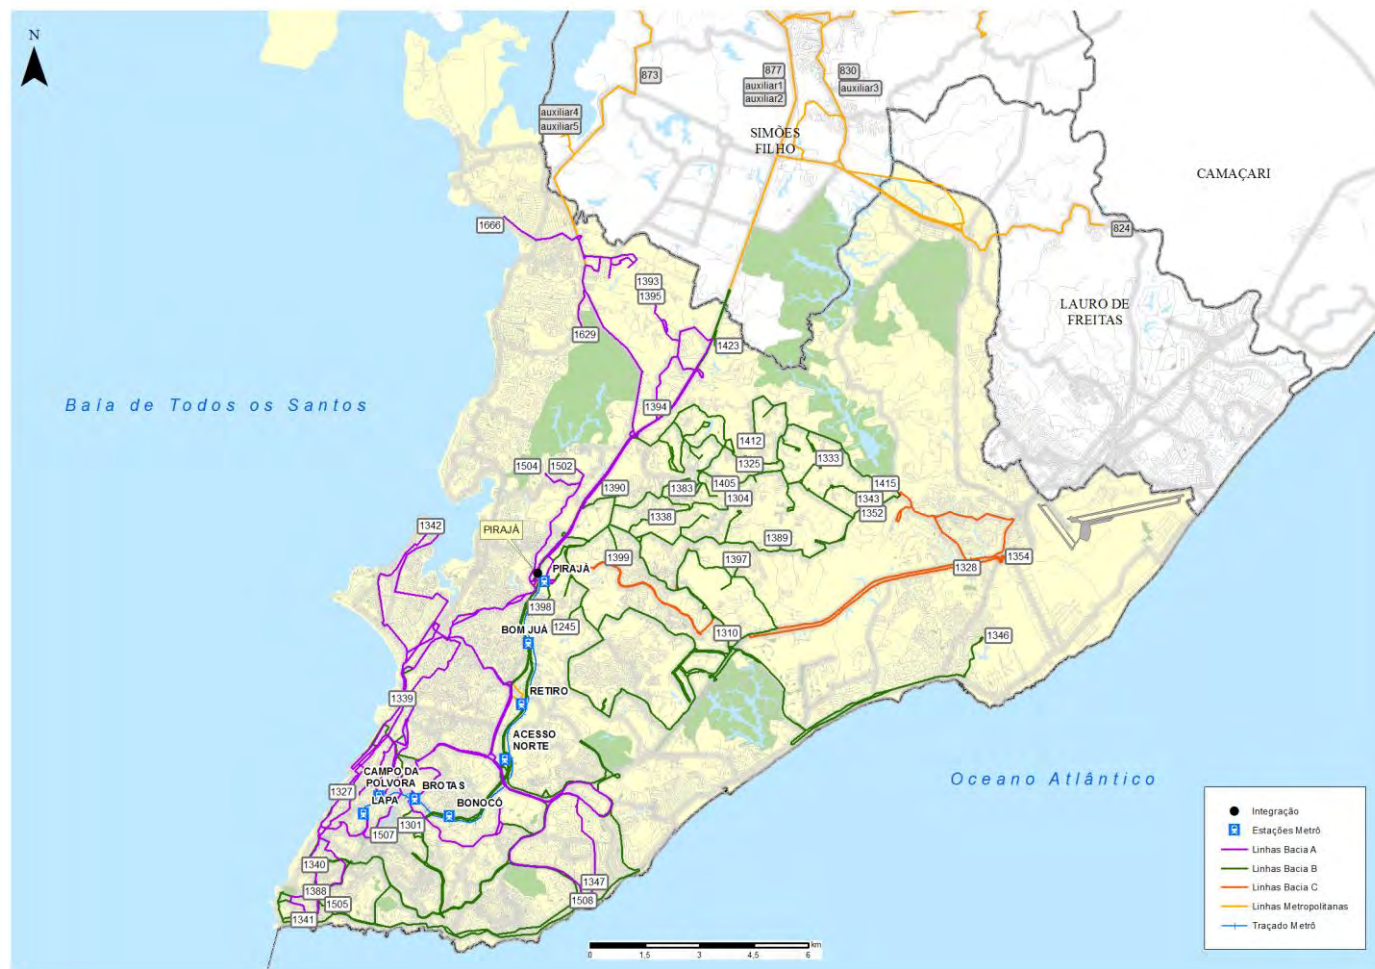 N
873
877
auxiliar1
auxiliar2
830
auxiliar3
auxiliar4
auxiliar5
SIMÕES
FILHO
CAMAÇARI
1666
824
1393
1395
LAURO DE
FREITAS
1629
1423
Baía de Todos os Santos
1394
1412
1325
1333
1504
1502
1390
1383
1405
1304
1415
1343
1352
1338
1342
PIRAJÁ
1389
1399
1397
1354
1328
PIRAJÁ
1398
1245
BOM JUÁ
1310
1346
RETIRO
1339
ACESSO
NORTE
Oceano Atlântico
CAMPO DA
POLVORA
BROTAS
1327
LAPA
BONOCÔ
1301
1507
1340
1388
1505
1341
1347
1508
Integração
Estações Metrô
Linhas Bacia A
Linhas Bacia B
Linhas Bacia C
Linhas Metropolitanas
Traçado Metrô
km
0 1,5 3 4,5 6